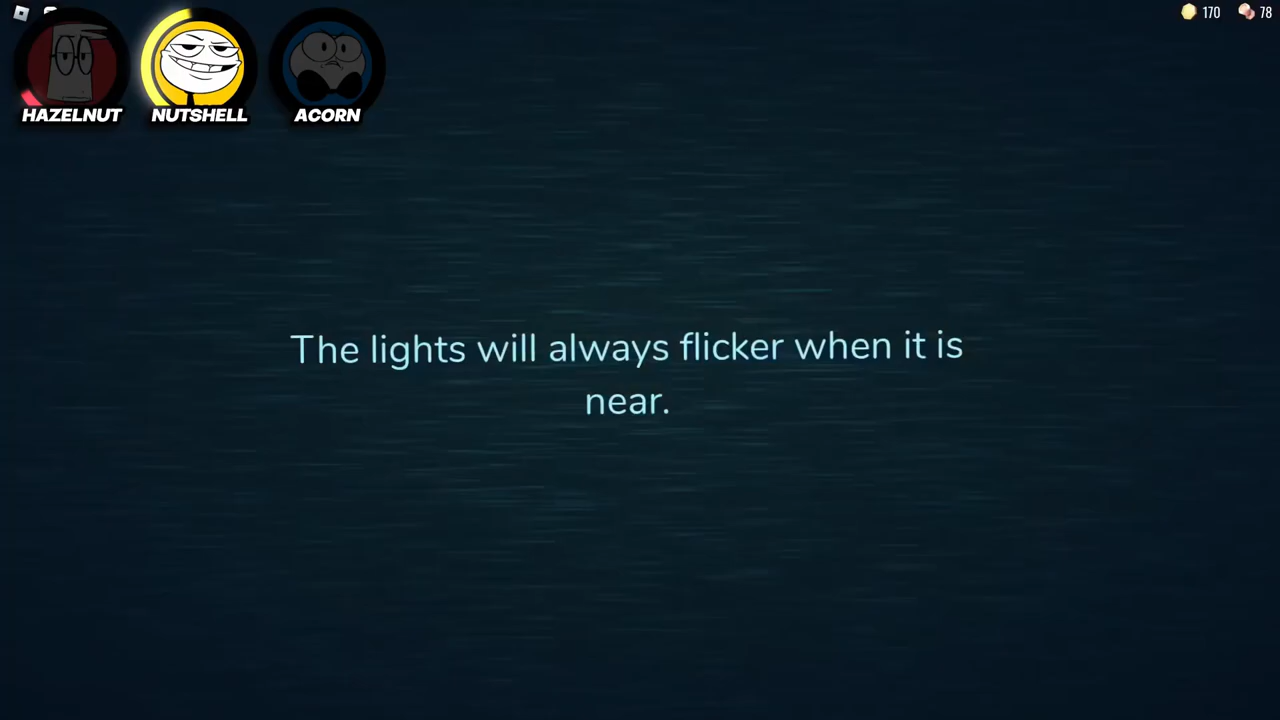 170
78
HAZELNUT
NUTSHELL
ACORN
The lights will always flicker when it is
near.